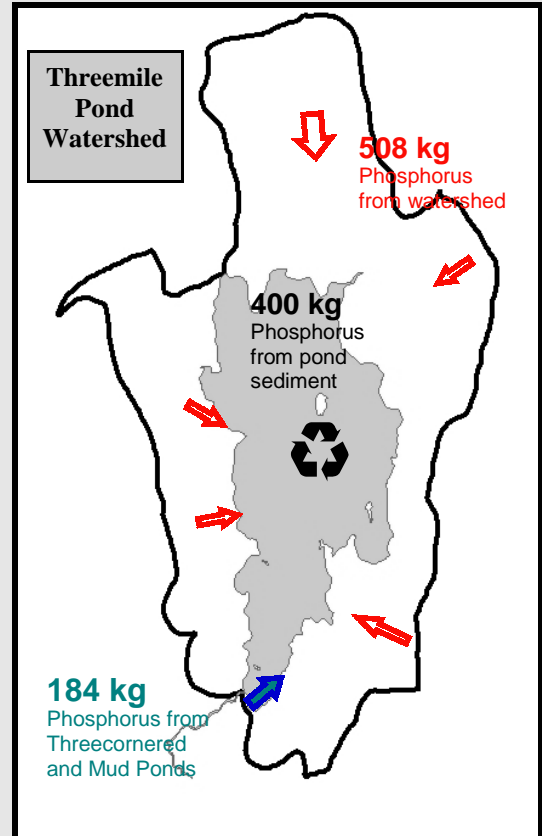 Threemile
Pond
Watershed
508 kg
Phosphorus
from watershed
400 kg
Phosphorus
from pond
sediment
184 kg
Phosphorus from
Threecornered
and Mud Ponds